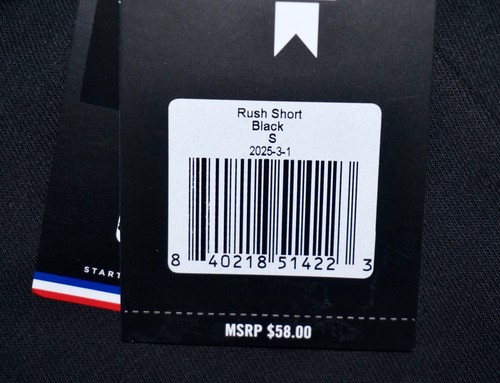 Rush Short
Black
S
2025-3-1
8 40218 51422 3
START
MSRP $58.00